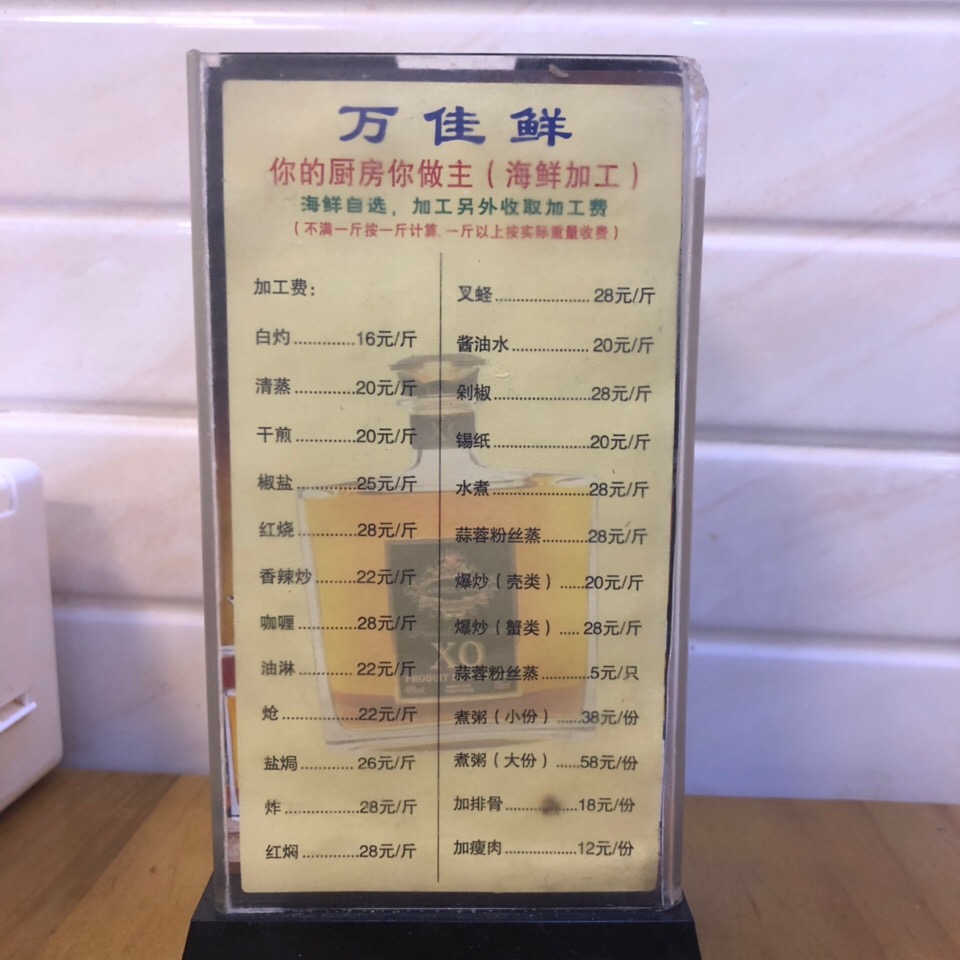 万佳鲜
你的厨房你做主（海鲜加工）
海鲜自选，加工另外收取加工费
（不满一斤按一斤计算 一斤以上按实际重量收费）
加工费：
白灼..............16元/斤
清蒸..............20元/斤
干煎..............20元/斤
椒盐..............25元/斤
红烧..............28元/斤
香辣炒.........22元/斤
咖喱..............28元/斤
油淋..............22元/斤
炝..................22元/斤
盐焗............26元/斤
炸.................28元/斤
红焖.............28元/斤
叉蛏..................... 28元/斤
酱油水.................. 20元/斤
剁椒......................28元/斤
锡纸......................20元/斤
水煮......................28元/斤
蒜蓉粉丝蒸...........28元/斤
爆炒（壳类）......20元/斤
爆炒（蟹类）..... 28元/斤
蒜蓉粉丝蒸...........5元/只
煮粥（小份）......38元/份
煮粥（大份）......58元/份
加排骨.................18元/份
加瘦肉.................12元/份
XO
PRODUIT